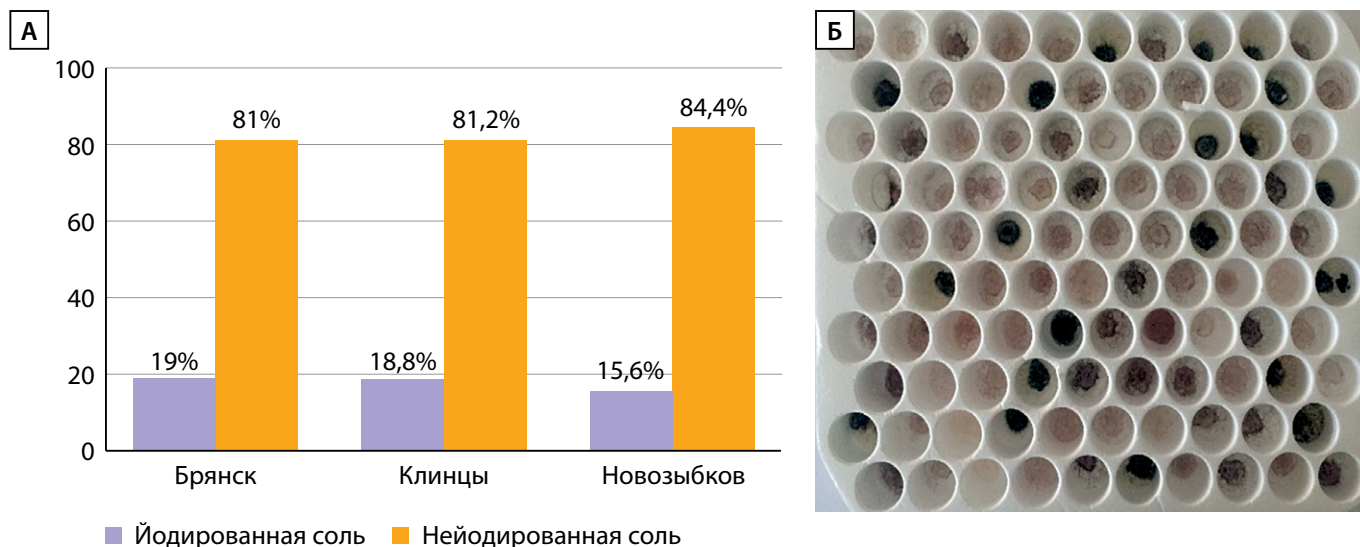 А
Б
100
80
60
40
20
0
19%
81%
18,8%
81,2%
15,6%
84,4%
Брянск
Клинцы
Новозыбков
Йодированная соль
Нейодированная соль